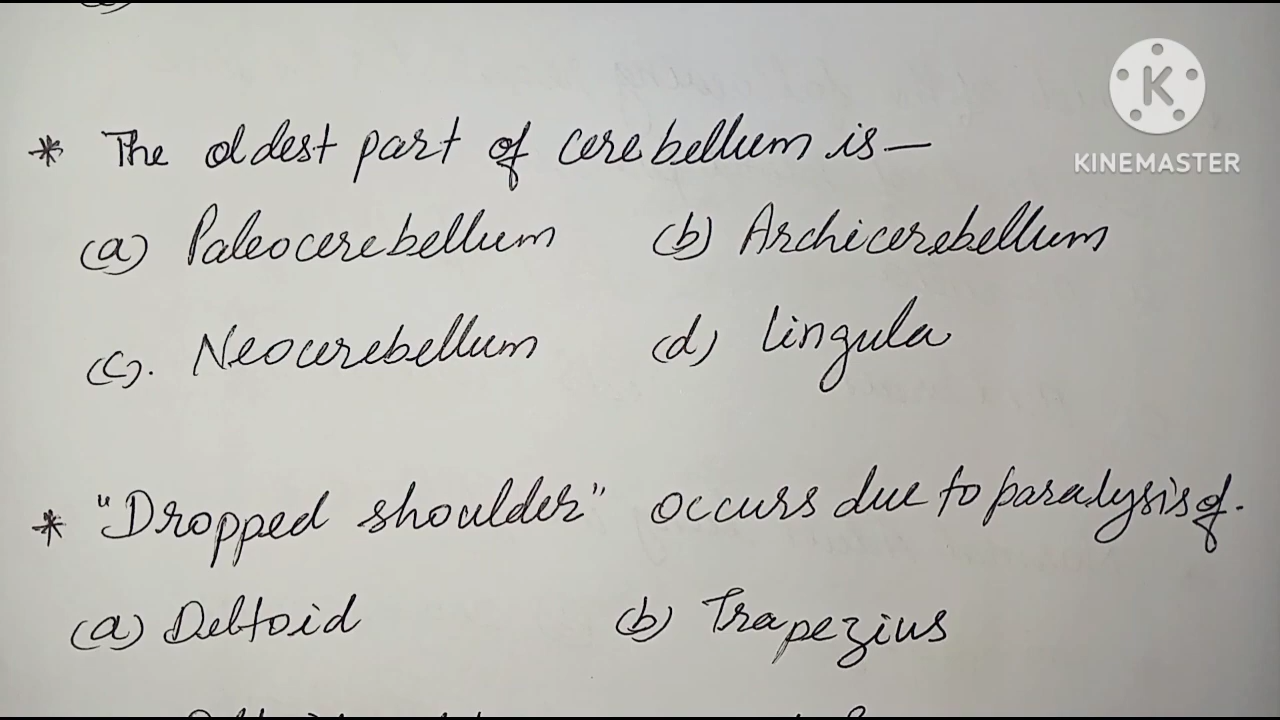 KINEMASTER
* The oldest part of cerebellum is—
(a) Paleocerebellum (b) Archicerebellum
(c). Neocerebellum (d) lingula
* "Dropped shoulder" occurs due to paralysis of.
(a) Deltoid (b) Trapezius